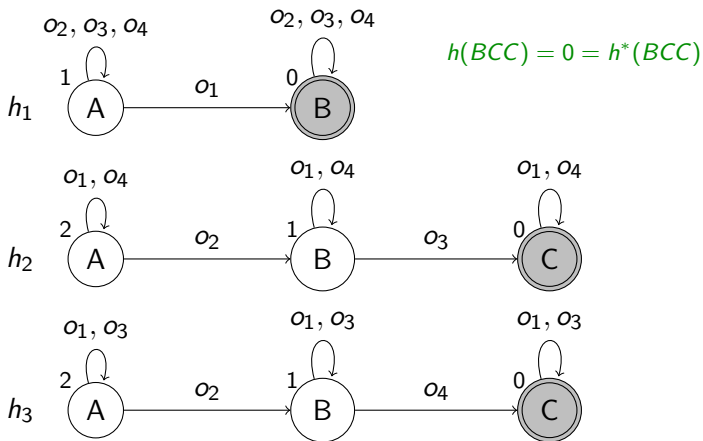 o₂, o₃, o₄ o₂, o₃, o₄
h(BCC) = 0 = h*(BCC)
1 0
h₁ A o₁ B
o₁, o₄ o₁, o₄ o₁, o₄
2 1 0
h₂ A o₂ B o₃ C
o₁, o₃ o₁, o₃ o₁, o₃
2 1 0
h₃ A o₂ B o₄ C